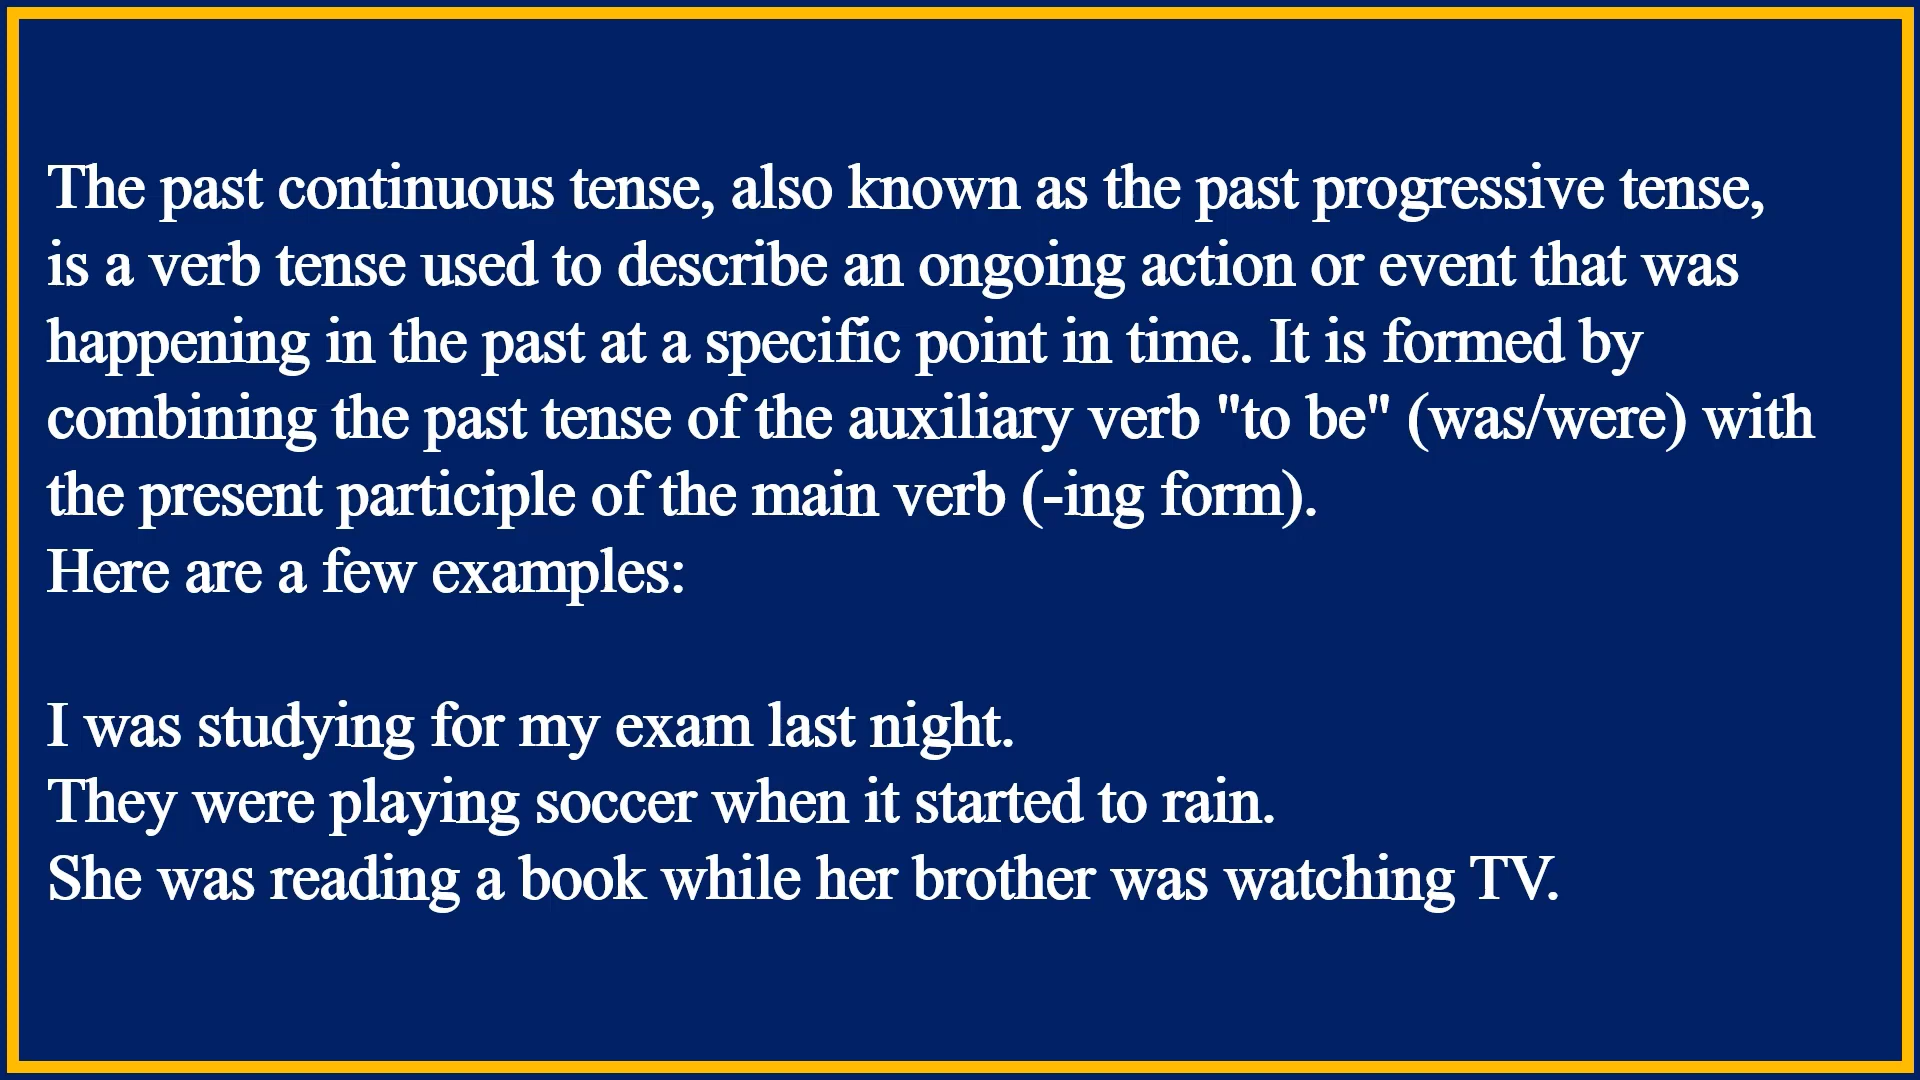 The past continuous tense, also known as the past progressive tense,
is a verb tense used to describe an ongoing action or event that was
happening in the past at a specific point in time. It is formed by
combining the past tense of the auxiliary verb "to be" (was/were) with
the present participle of the main verb (-ing form).
Here are a few examples:
I was studying for my exam last night.
They were playing soccer when it started to rain.
She was reading a book while her brother was watching TV.